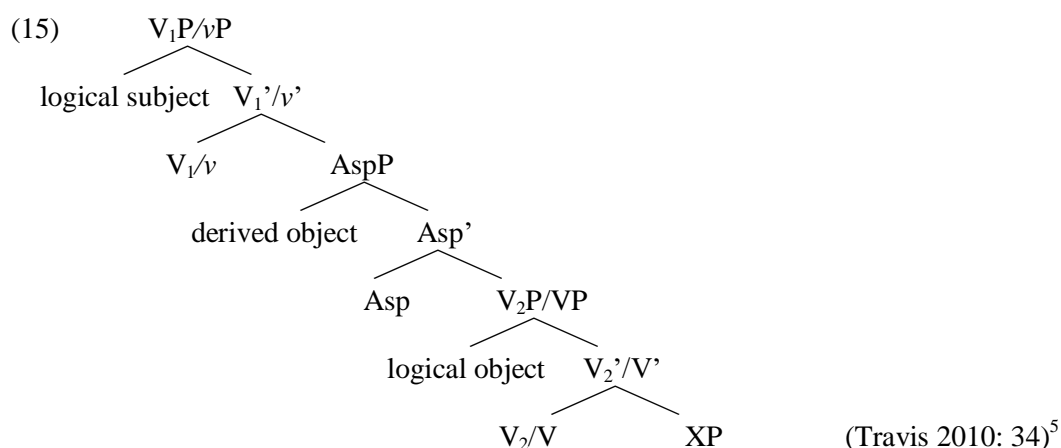 (15) V₁P/vP
logical subject V₁’/v’
V₁/v AspP
derived object Asp’
Asp V₂P/VP
logical object V₂’/V’
V₂/V XP (Travis 2010: 34)⁵